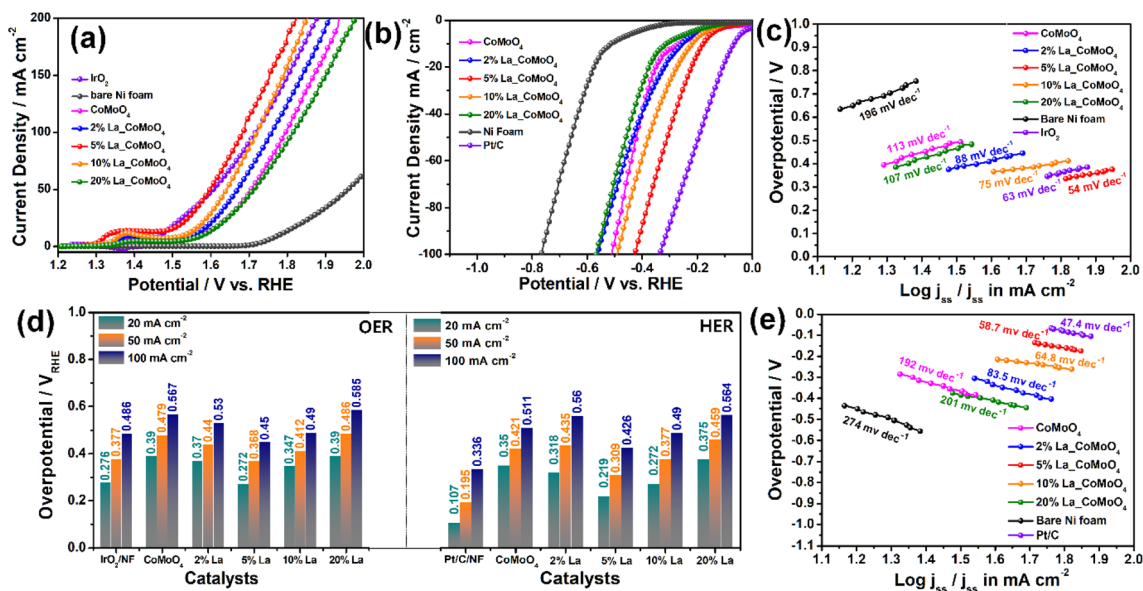 (a)
Current Density / mA cm⁻²
200
150
100
50
0
IrO₂
bare Ni foam
CoMoO₄
2% La_CoMoO₄
5% La_CoMoO₄
10% La_CoMoO₄
20% La_CoMoO₄
1.2 1.3 1.4 1.5 1.6 1.7 1.8 1.9 2.0
Potential / V vs. RHE
(b)
Current Density mA / cm⁻²
0
-20
-40
-60
-80
-100
CoMoO₄
2% La_CoMoO₄
5% La_CoMoO₄
10% La_CoMoO₄
20% La_CoMoO₄
Ni Foam
Pt/C
-1.0 -0.8 -0.6 -0.4 -0.2 0.0
Potential / V vs. RHE
(c)
Overpotential / V
1.0
0.9
0.8
0.7
0.6
0.5
0.4
0.3
0.2
0.1
0.0
CoMoO₄
2% La_CoMoO₄
5% La_CoMoO₄
10% La_CoMoO₄
20% La_CoMoO₄
Bare Ni foam
IrO₂
196 mV dec⁻¹
113 mV dec⁻¹
107 mV dec⁻¹
88 mV dec⁻¹
75 mV dec⁻¹
63 mV dec⁻¹
54 mV dec⁻¹
1.1 1.2 1.3 1.4 1.5 1.6 1.7 1.8 1.9 2.0
Log jss / jss in mA cm⁻²
(d)
Overpotential / V_RHE
1.0
0.8
0.6
0.4
0.2
0.0
20 mA cm⁻²
50 mA cm⁻²
100 mA cm⁻²
OER
0.276 0.377 0.486
0.39 0.479 0.567
0.37 0.44 0.53
0.272 0.368 0.45
0.347 0.412 0.49
0.39 0.486 0.585
IrO₂/NF CoMoO₄ 2% La 5% La 10% La 20% La
Catalysts
20 mA cm⁻²
50 mA cm⁻²
100 mA cm⁻²
HER
0.107 0.195 0.336
0.35 0.421 0.511
0.318 0.435 0.56
0.219 0.309 0.426
0.272 0.377 0.49
0.375 0.459 0.564
Pt/C/NF CoMoO₄ 2% La 5% La 10% La 20% La
Catalysts
(e)
Overpotential / V
0.0
-0.1
-0.2
-0.3
-0.4
-0.5
-0.6
-0.7
-0.8
-0.9
-1.0
-1.1
47.4 mv dec⁻¹
58.7 mv dec⁻¹
64.8 mv dec⁻¹
192 mv dec⁻¹
83.5 mv dec⁻¹
201 mv dec⁻¹
274 mv dec⁻¹
CoMoO₄
2% La_CoMoO₄
5% La_CoMoO₄
10% La_CoMoO₄
20% La_CoMoO₄
Bare Ni foam
Pt/C
1.1 1.2 1.3 1.4 1.5 1.6 1.7 1.8 1.9 2.0
Log jss / jss in mA cm⁻²